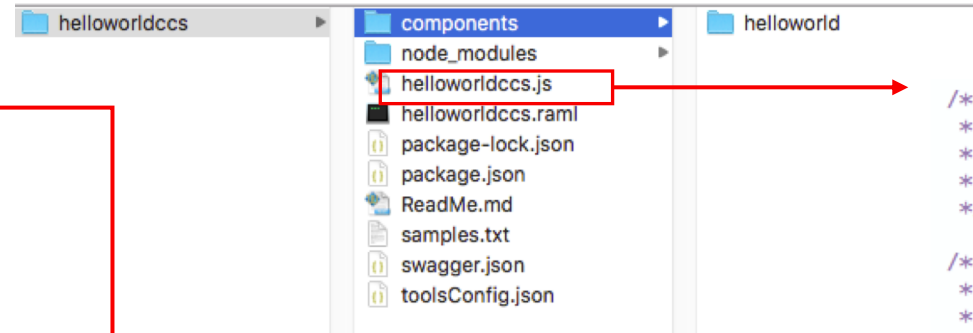 helloworldccs
components
node_modules
helloworldccs.js
helloworldccs.raml
package-lock.json
package.json
ReadMe.md
samples.txt
swagger.json
toolsConfig.json
helloworld
/*
*
*
*
*
/*
*
*